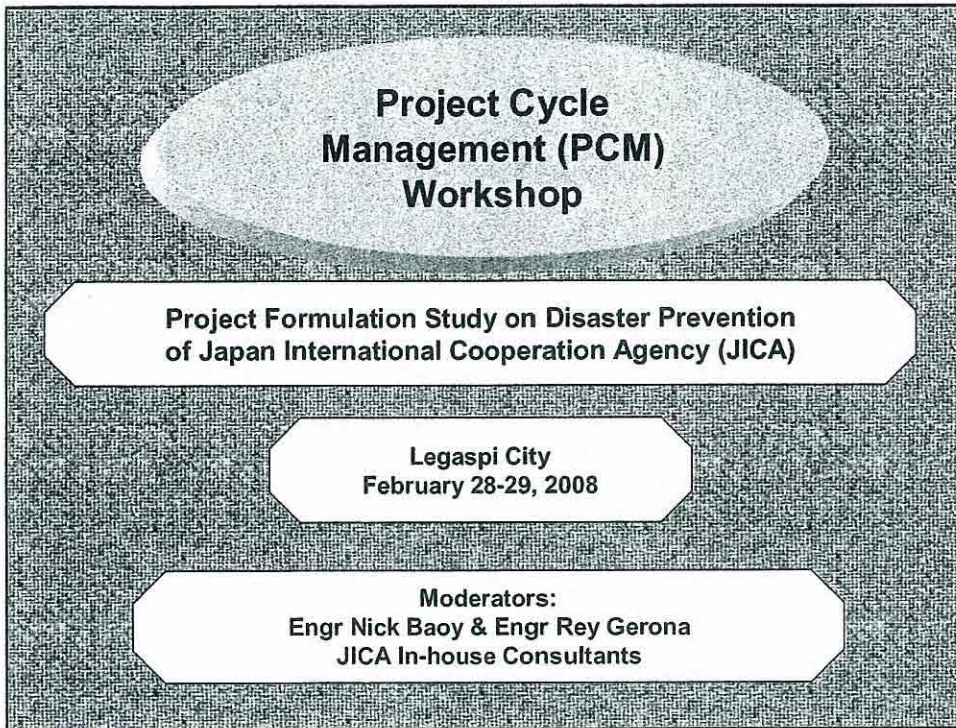 Project Cycle
Management (PCM)
Workshop
Project Formulation Study on Disaster Prevention
of Japan International Cooperation Agency (JICA)
Legaspi City
February 28-29, 2008
Moderators:
Engr Nick Baoy & Engr Rey Gerona
JICA In-house Consultants